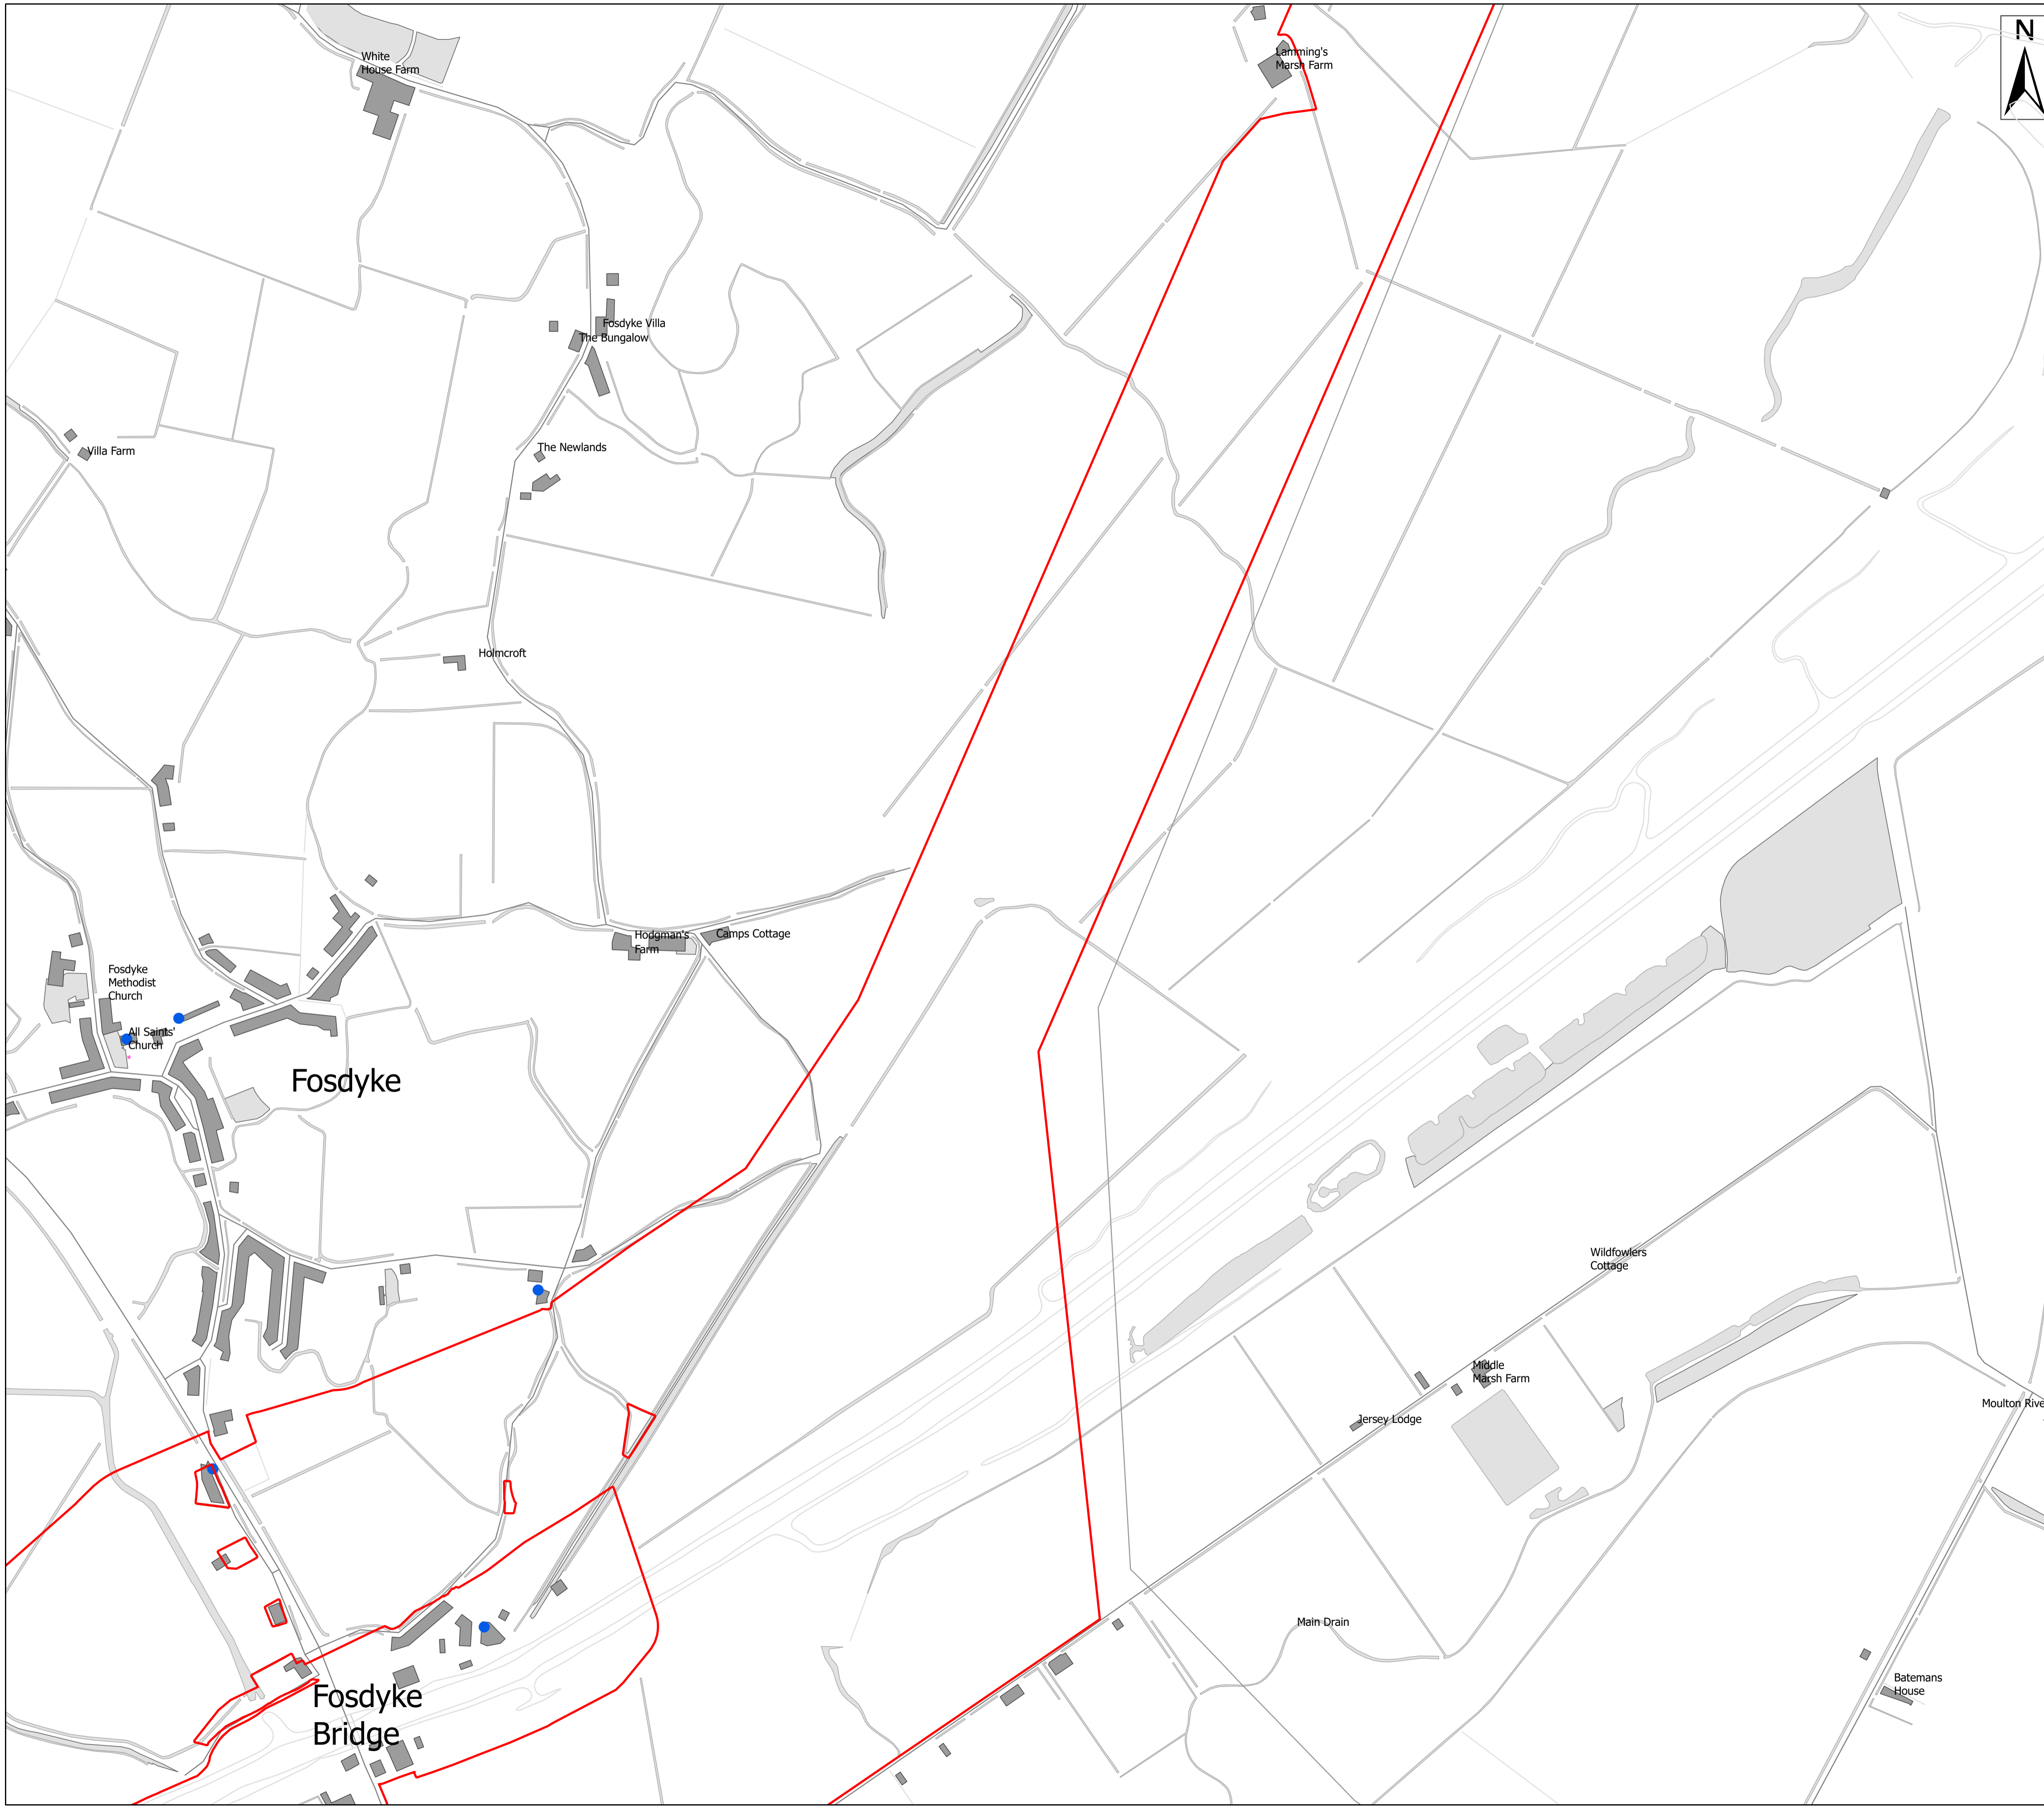 White
House Farm
Lamming's
Marsh Farm
N
Fosdyke Villa
The Bungalow
Villa Farm
The Newlands
Holmcroft
Hodgman's
Farm
Camps Cottage
Fosdyke
Methodist
Church
All Saints'
Church
Fosdyke
Wildfowlers
Cottage
Middle
Marsh Farm
Jersey Lodge
Moulton Rive
Main Drain
Batemans
House
Fosdyke
Bridge